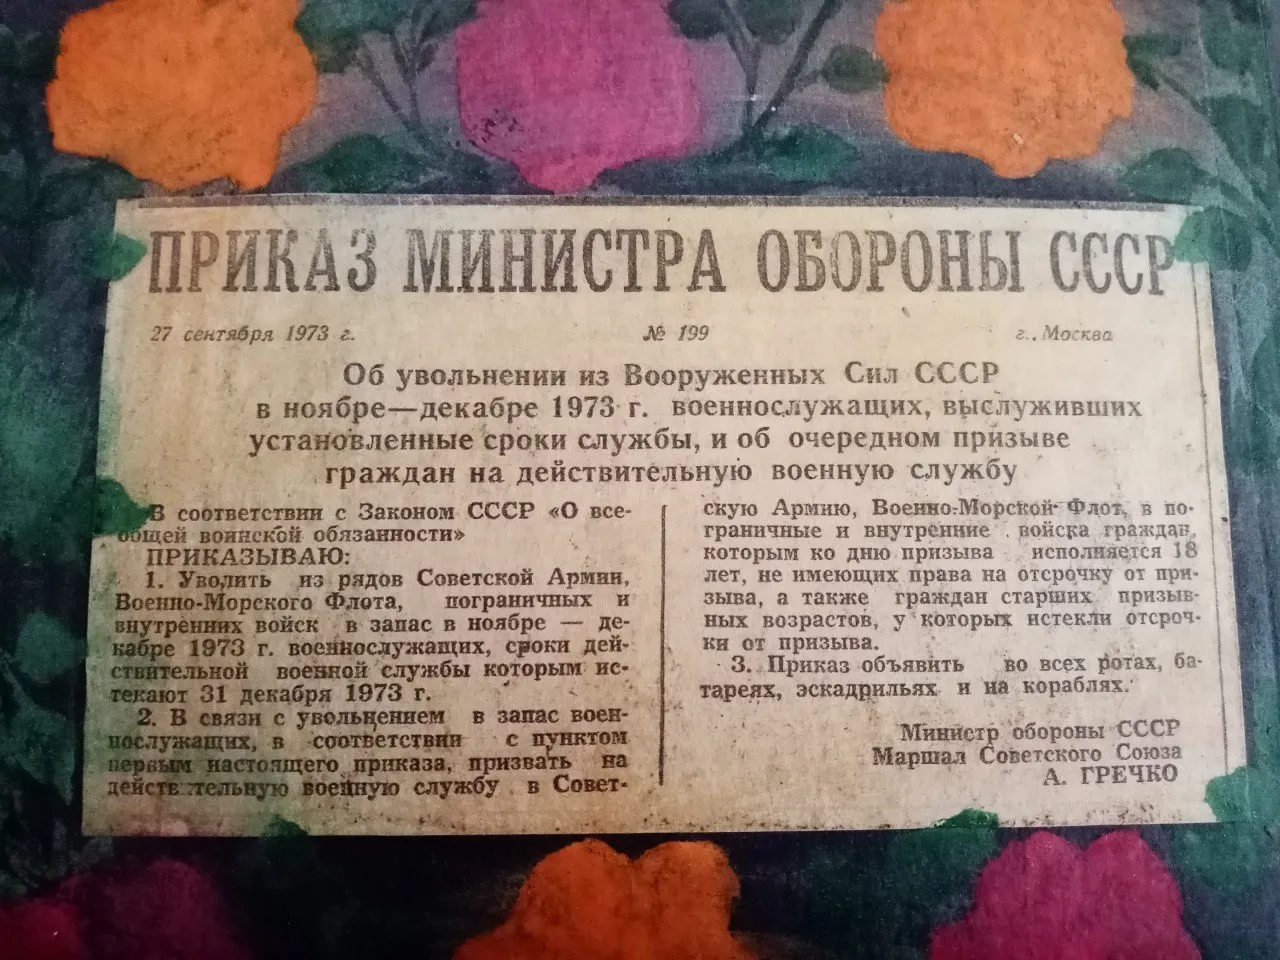 ПРИКАЗ МИНИСТРА ОБОРОНЫ СССР
27 сентября 1973 г. № 199 г. Москва
Об увольнении из Вооруженных Сил СССР
в ноябре—декабре 1973 г. военнослужащих, выслуживших
установленные сроки службы, и об очередном призыве
граждан на действительную военную службу
В соответствии с Законом СССР «О все-
общей воинской обязанности»
ПРИКАЗЫВАЮ:
1. Уволить из рядов Советской Армии,
Военно-Морского Флота, пограничных и
внутренних войск в запас в ноябре — де-
кабре 1973 г. военнослужащих, сроки дей-
ствительной военной службы которым ис-
текают 31 декабря 1973 г.
2. В связи с увольнением в запас воен-
нослужащих, в соответствии с пунктом
первым настоящего приказа, призвать на
действительную военную службу в Совет-
скую Армию, Военно-Морской Флот, в по-
граничные и внутренние войска граждан,
которым ко дню призыва исполняется 18
лет, не имеющих права на отсрочку от при-
зыва, а также граждан старших призыв-
ных возрастов, у которых истекли отсроч-
ки от призыва.
3. Приказ объявить во всех ротах, ба-
тареях, эскадрильях и на кораблях.
Министр обороны СССР
Маршал Советского Союза
А. ГРЕЧКО